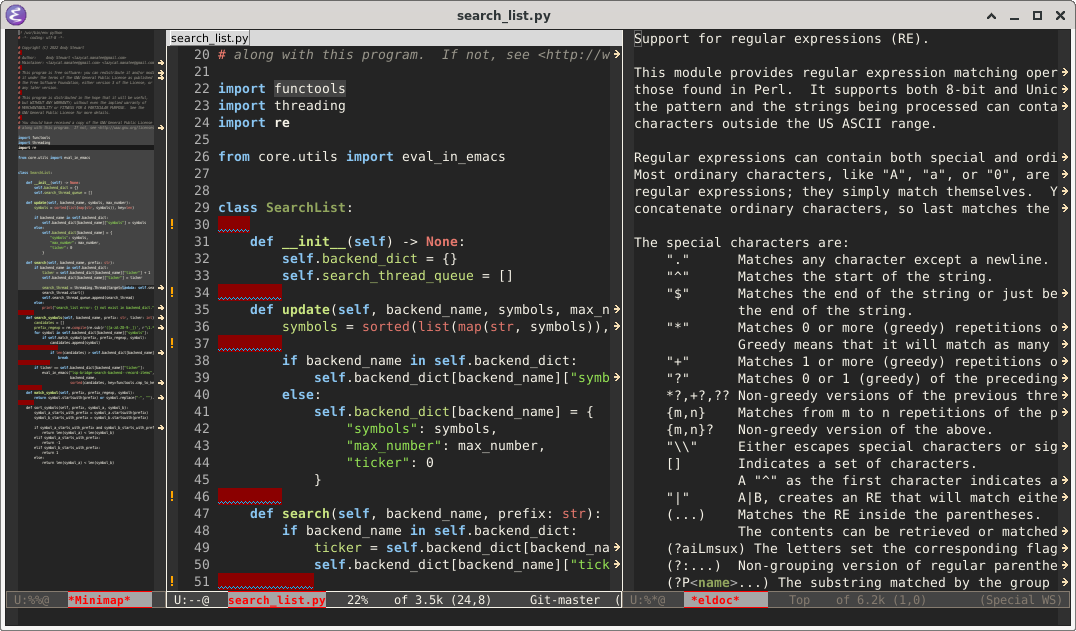 search_list.py
search_list.py
20 # along with this program.  If not, see <http://w
21
22 import functools
23 import threading
24 import re
25
26 from core.utils import eval_in_emacs
27
28
29 class SearchList:
! 30
31     def __init__(self) -> None:
32         self.backend_dict = {}
33         self.search_thread_queue = []
! 34
35     def update(self, backend_name, symbols, max_n
36         symbols = sorted(list(map(str, symbols)),
! 37
38         if backend_name in self.backend_dict:
39             self.backend_dict[backend_name]["symb
40         else:
41             self.backend_dict[backend_name] = {
42                 "symbols": symbols,
43                 "max_number": max_number,
44                 "ticker": 0
45             }
! 46
47     def search(self, backend_name, prefix: str):
48         if backend_name in self.backend_dict:
49             ticker = self.backend_dict[backend_na
50             self.backend_dict[backend_name]["tick
! 51
Support for regular expressions (RE).
This module provides regular expression matching oper
those found in Perl.  It supports both 8-bit and Unic
the pattern and the strings being processed can conta
characters outside the US ASCII range.
Regular expressions can contain both special and ordi
Most ordinary characters, like "A", "a", or "0", are
regular expressions; they simply match themselves.  Y
concatenate ordinary characters, so last matches the
The special characters are:
"."      Matches any character except a newline.
"^"      Matches the start of the string.
"$"      Matches the end of the string or just be
the end of the string.
"*"      Matches 0 or more (greedy) repetitions o
Greedy means that it will match as many
"+"      Matches 1 or more (greedy) repetitions o
"?"      Matches 0 or 1 (greedy) of the preceding
*?,+?,?? Non-greedy versions of the previous thre
{m,n}    Matches from m to n repetitions of the p
{m,n}?   Non-greedy version of the above.
"\\"     Either escapes special characters or sig
[]       Indicates a set of characters.
A "^" as the first character indicates a
"|"      A|B, creates an RE that will match eithe
(...)    Matches the RE inside the parentheses.
The contents can be retrieved or matched
(?aiLmsux) The letters set the corresponding flag
(?:...)  Non-grouping version of regular parenthe
(?P<name>...) The substring matched by the group
U:%%@ *Minimap*
U:--@ search_list.py 22% of 3.5k (24,8) Git-master (
U:%*@ *eldoc* Top of 6.2k (1,0) (Special WS)